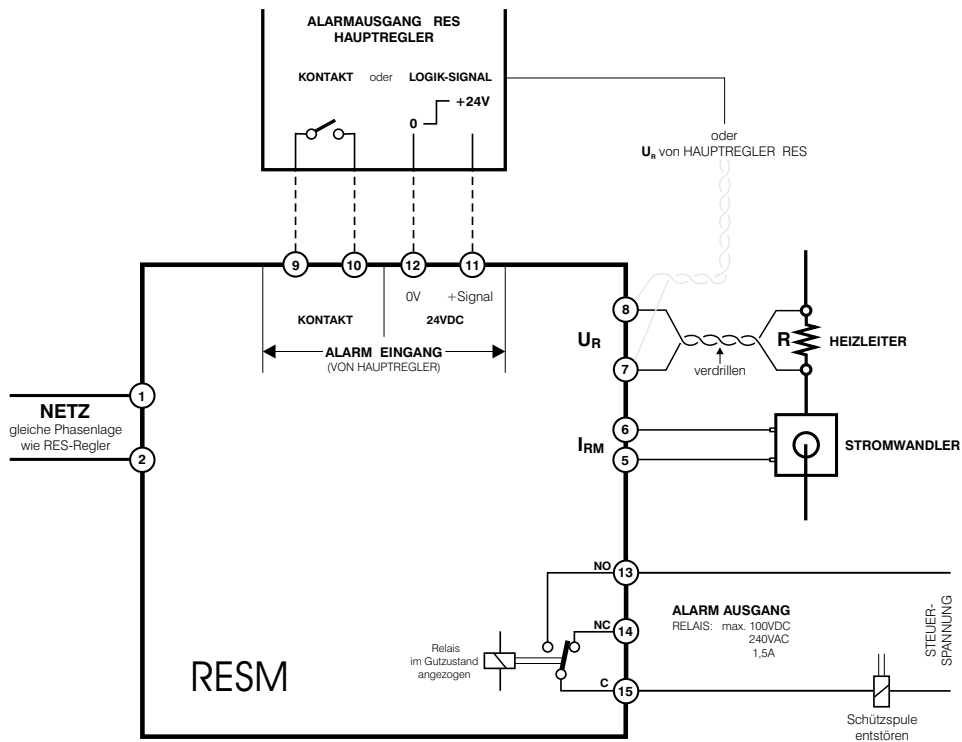 ALARMAUSGANG RES
HAUPTREGLER
KONTAKT oder LOGIK-SIGNAL
+24V
0
oder
UR von HAUPTREGLER RES
9 10 12 11
0V +Signal
KONTAKT 24VDC
ALARM EINGANG
(VON HAUPTREGLER)
8
UR
7
verdrillen
R HEIZLEITER
1
NETZ
gleiche Phasenlage
wie RES-Regler
2
6
IRM
5
STROMWANDLER
NO 13
NC 14
C 15
ALARM AUSGANG
RELAIS: max. 100VDC
240VAC
1,5A
STEUER-
SPANNUNG
Relais
im Gutzustand
angezogen
RESM
Schützspule
entstören